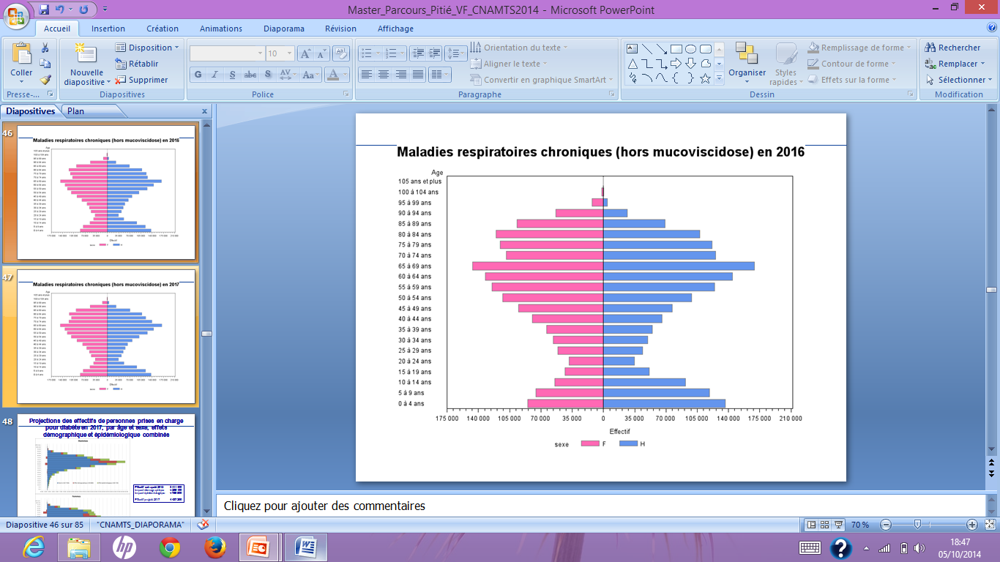 Master_Parcours_Pitié_VF_CNAMTS2014 - Microsoft PowerPoint
Accueil Insertion Création Animations Diaporama Révision Affichage
Coller
Nouvelle diapositive
Disposition
Rétablir
Supprimer
10
G I S abc S AV Aa A
Orientation du texte
Aligner le texte
Convertir en graphique SmartArt
Organiser
Styles rapides
Remplissage de forme
Contour de forme
Effets sur la forme
Rechercher
Remplacer
Sélectionner
Presse-... Diapositives Police Paragraphe Dessin Modification
Diapositives Plan x
46
Maladies respiratoires chroniques (hors mucoviscidose) en 2016
47
Maladies respiratoires chroniques (hors mucoviscidose) en 2017
48
Projections des effectifs de personnes prises en charge
pour diabète en 2017, par âge et sexe, effets
démographique et épidémiologique combinés
Maladies respiratoires chroniques (hors mucoviscidose) en 2016
Age
105 ans et plus
100 à 104 ans
95 à 99 ans
90 à 94 ans
85 à 89 ans
80 à 84 ans
75 à 79 ans
70 à 74 ans
65 à 69 ans
60 à 64 ans
55 à 59 ans
50 à 54 ans
45 à 49 ans
40 à 44 ans
35 à 39 ans
30 à 34 ans
25 à 29 ans
20 à 24 ans
15 à 19 ans
10 à 14 ans
5 à 9 ans
0 à 4 ans
175 000 140 000 105 000 70 000 35 000 0 35 000 70 000 105 000 140 000 175 000 210 000
Effectif
sexe F H
Cliquez pour ajouter des commentaires
Diapositive 46 sur 85 "CNAMTS_DIAPORAMA" 70 %
18:47
05/10/2014